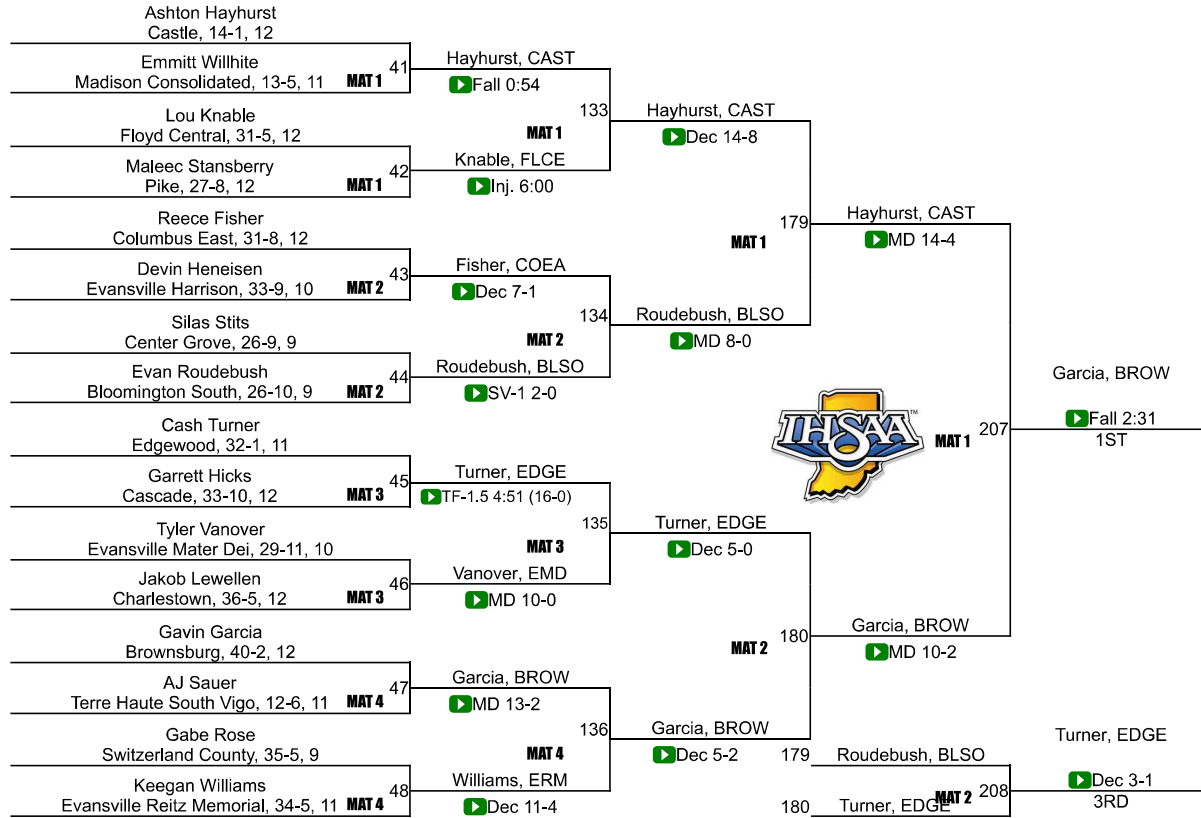 Ashton Hayhurst
Castle, 14-1, 12
Emmitt Willhite
Madison Consolidated, 13-5, 11
MAT 1
41
Hayhurst, CAST
Fall 0:54
Lou Knable
Floyd Central, 31-5, 12
Maleec Stansberry
Pike, 27-8, 12
MAT 1
42
Knable, FLCE
Inj. 6:00
MAT 1
133
Hayhurst, CAST
Dec 14-8
Reece Fisher
Columbus East, 31-8, 12
Devin Heneisen
Evansville Harrison, 33-9, 10
MAT 2
43
Fisher, COEA
Dec 7-1
Silas Stits
Center Grove, 26-9, 9
Evan Roudebush
Bloomington South, 26-10, 9
MAT 2
44
Roudebush, BLSO
SV-1 2-0
MAT 2
134
Roudebush, BLSO
MD 8-0
MAT 1
179
Hayhurst, CAST
MD 14-4
Cash Turner
Edgewood, 32-1, 11
Garrett Hicks
Cascade, 33-10, 12
MAT 3
45
Turner, EDGE
TF-1.5 4:51 (16-0)
Tyler Vanover
Evansville Mater Dei, 29-11, 10
Jakob Lewellen
Charlestown, 36-5, 12
MAT 3
46
Vanover, EMD
MD 10-0
MAT 3
135
Turner, EDGE
Dec 5-0
Gavin Garcia
Brownsburg, 40-2, 12
AJ Sauer
Terre Haute South Vigo, 12-6, 11
MAT 4
47
Garcia, BROW
MD 13-2
Gabe Rose
Switzerland County, 35-5, 9
Keegan Williams
Evansville Reitz Memorial, 34-5, 11
MAT 4
48
Williams, ERM
Dec 11-4
MAT 4
136
Garcia, BROW
Dec 5-2
MAT 2
180
Garcia, BROW
MD 10-2
IHSAA
TM
MAT 1
207
Garcia, BROW
Fall 2:31
1ST
179
Roudebush, BLSO
180
Turner, EDGE
MAT 2
208
Turner, EDGE
Dec 3-1
3RD